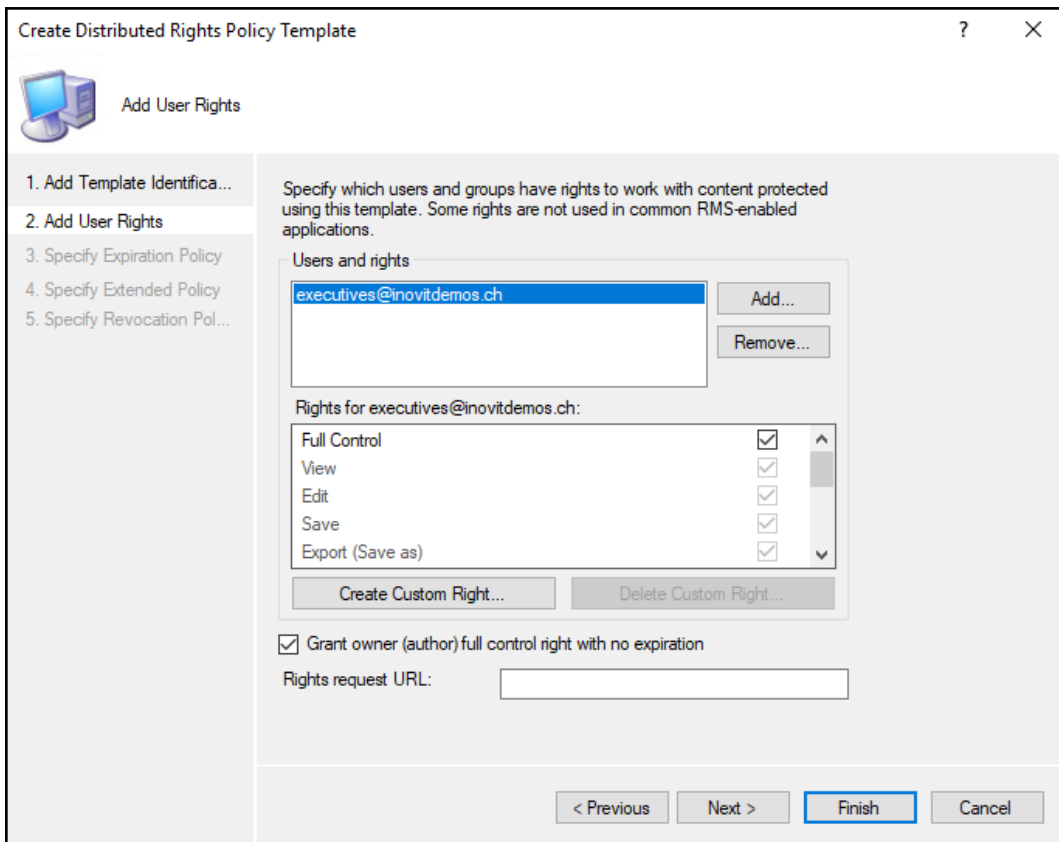 Create Distributed Rights Policy Template
?
Add User Rights
1. Add Template Identifica...
2. Add User Rights
3. Specify Expiration Policy
4. Specify Extended Policy
5. Specify Revocation Pol...
Specify which users and groups have rights to work with content protected
using this template. Some rights are not used in common RMS-enabled
applications.
Users and rights
executives@inovitdemos.ch
Add...
Remove...
Rights for executives@inovitdemos.ch:
Full Control
View
Edit
Save
Export (Save as)
Create Custom Right...
Delete Custom Right...
Grant owner (author) full control right with no expiration
Rights request URL:
< Previous
Next >
Finish
Cancel